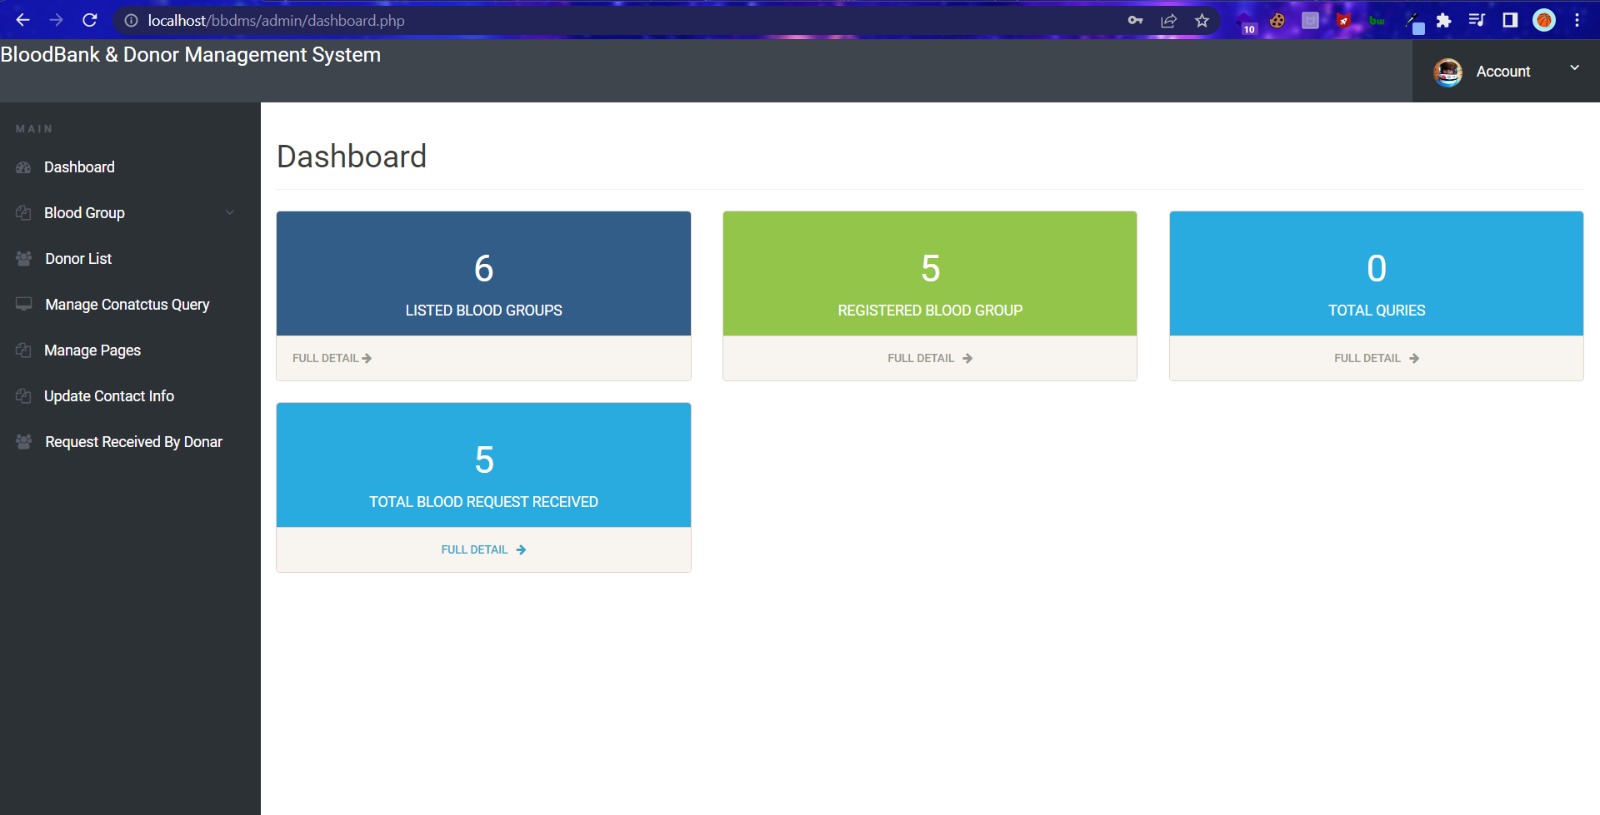 localhost/bbdms/admin/dashboard.php
10
bw
BloodBank & Donor Management System
Account
MAIN
Dashboard
Blood Group
Donor List
Manage Conatctus Query
Manage Pages
Update Contact Info
Request Received By Donar
Dashboard
6
LISTED BLOOD GROUPS
FULL DETAIL
5
REGISTERED BLOOD GROUP
FULL DETAIL
0
TOTAL QURIES
FULL DETAIL
5
TOTAL BLOOD REQUEST RECEIVED
FULL DETAIL